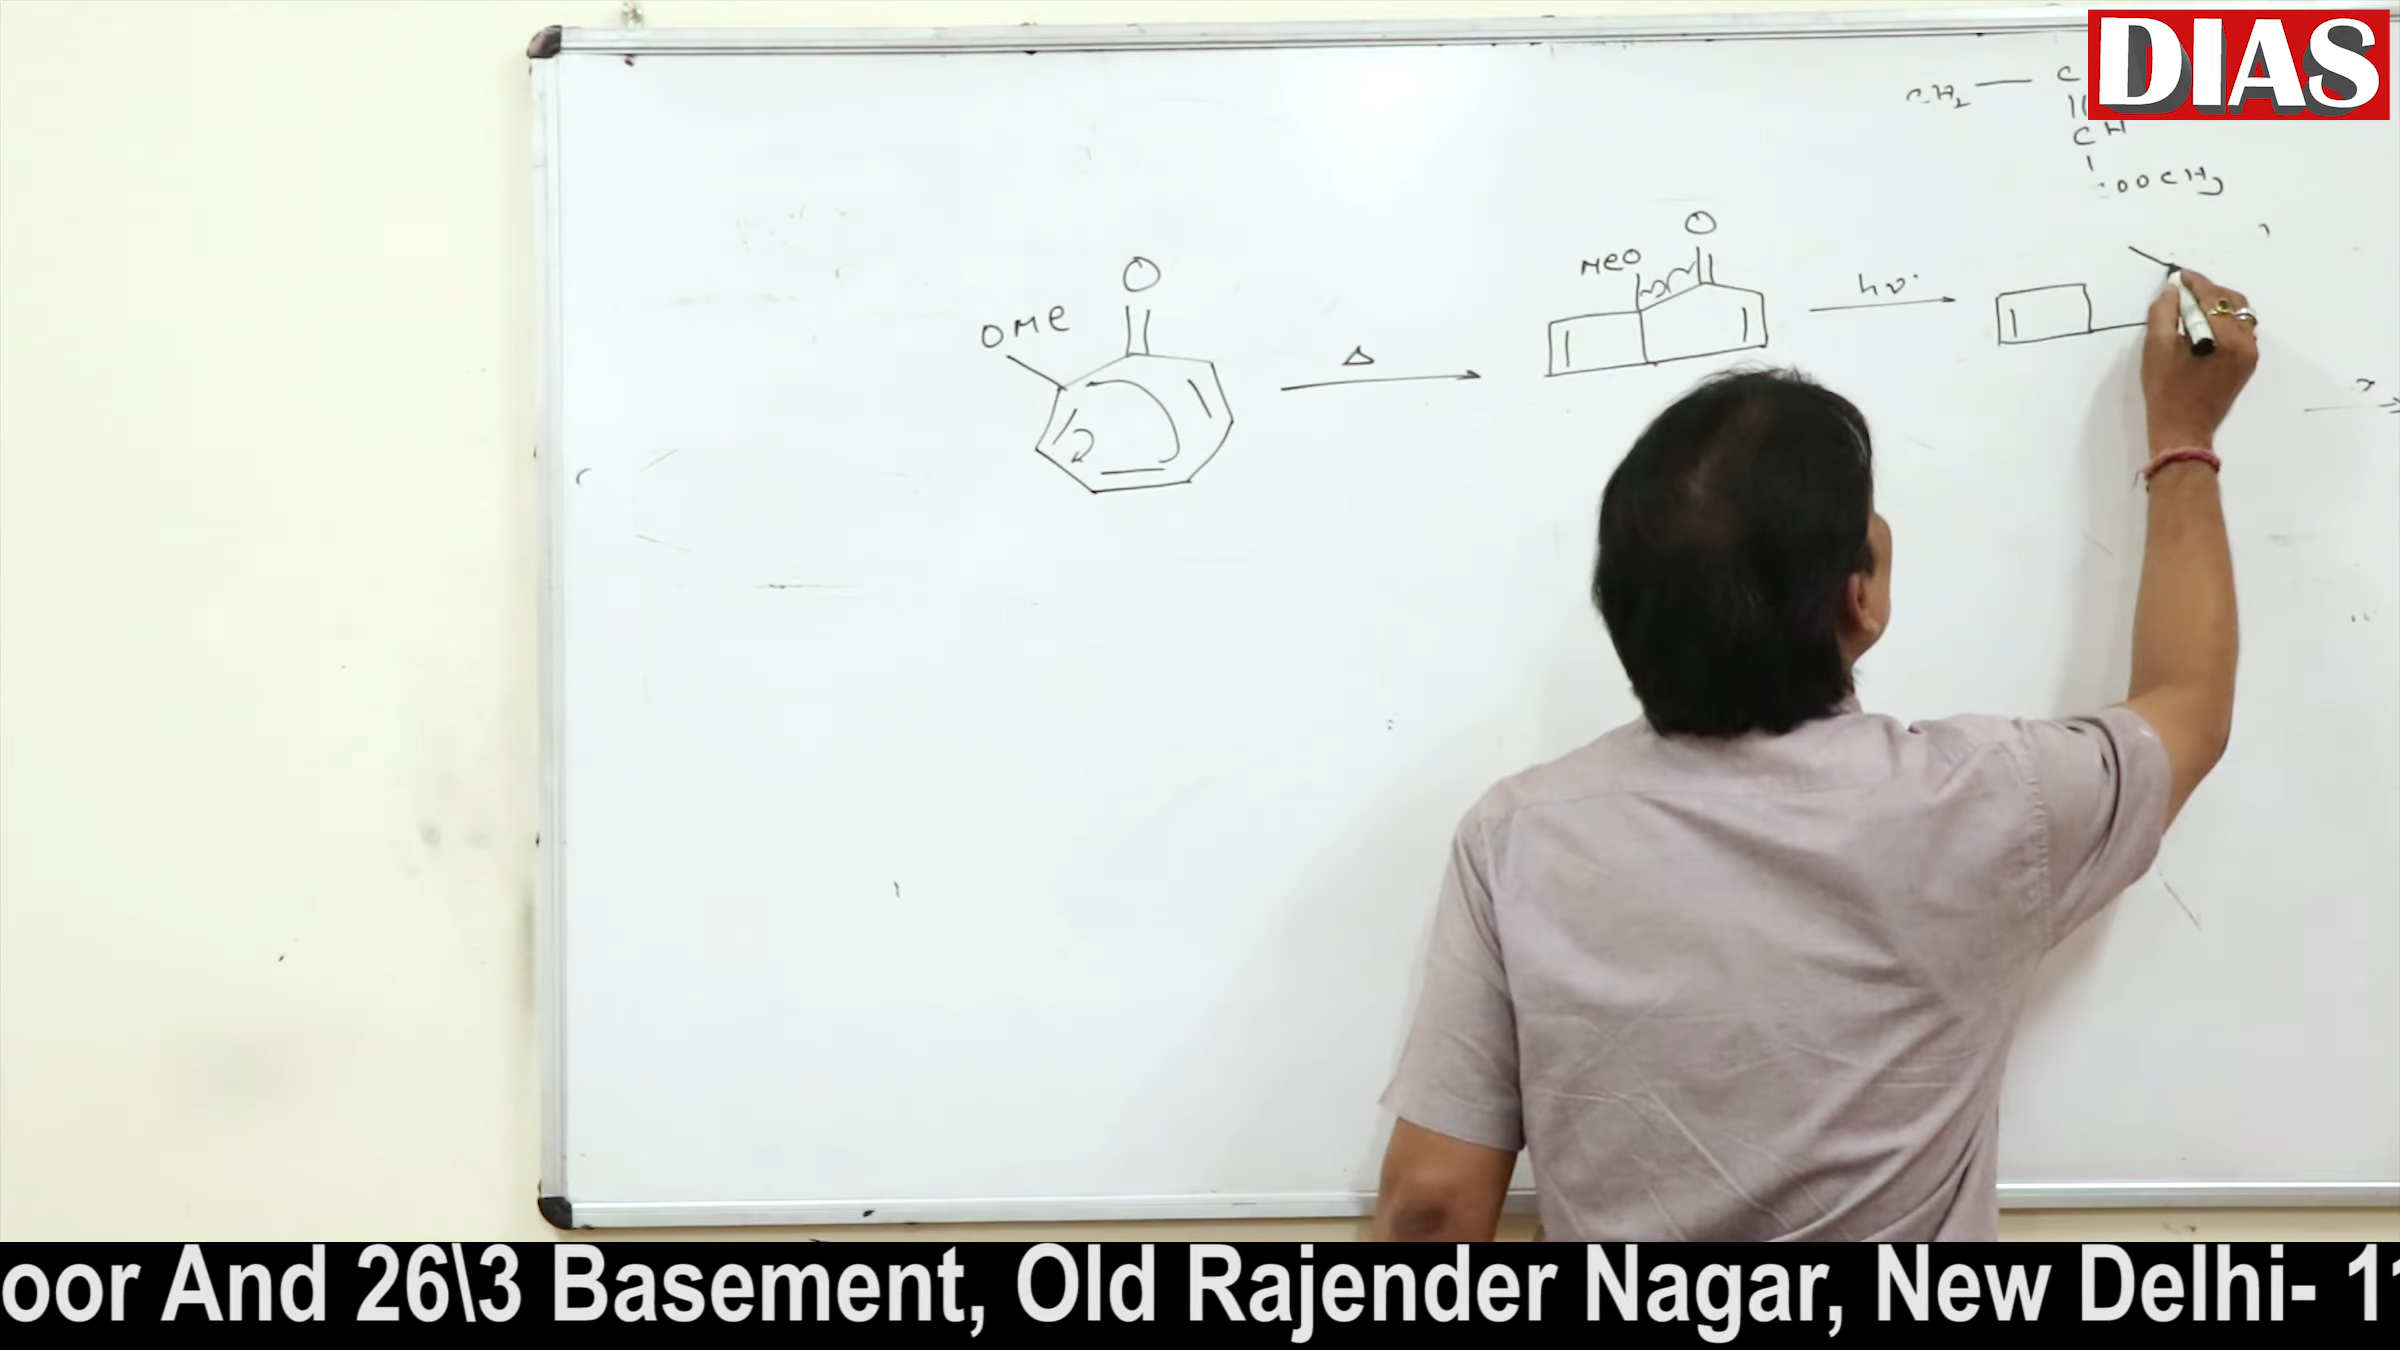 DIAS
CH₂ — C
||
CH
|
COOCH₃
O
MeO
O
OMe
Δ
hν
oor And 26\3 Basement, Old Rajender Nagar, New Delhi- 11